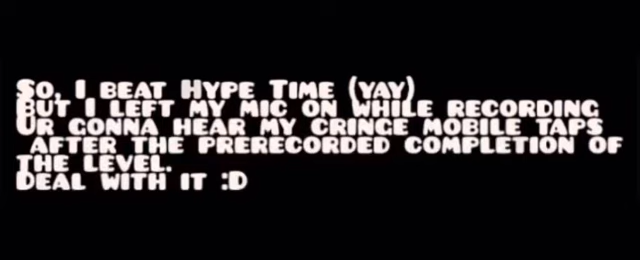 So, I beat Hype Time (yay)
But I left my mic on while recording
Ur gonna hear my cringe mobile taps
after the prerecorded completion of
the level.
Deal with it :D